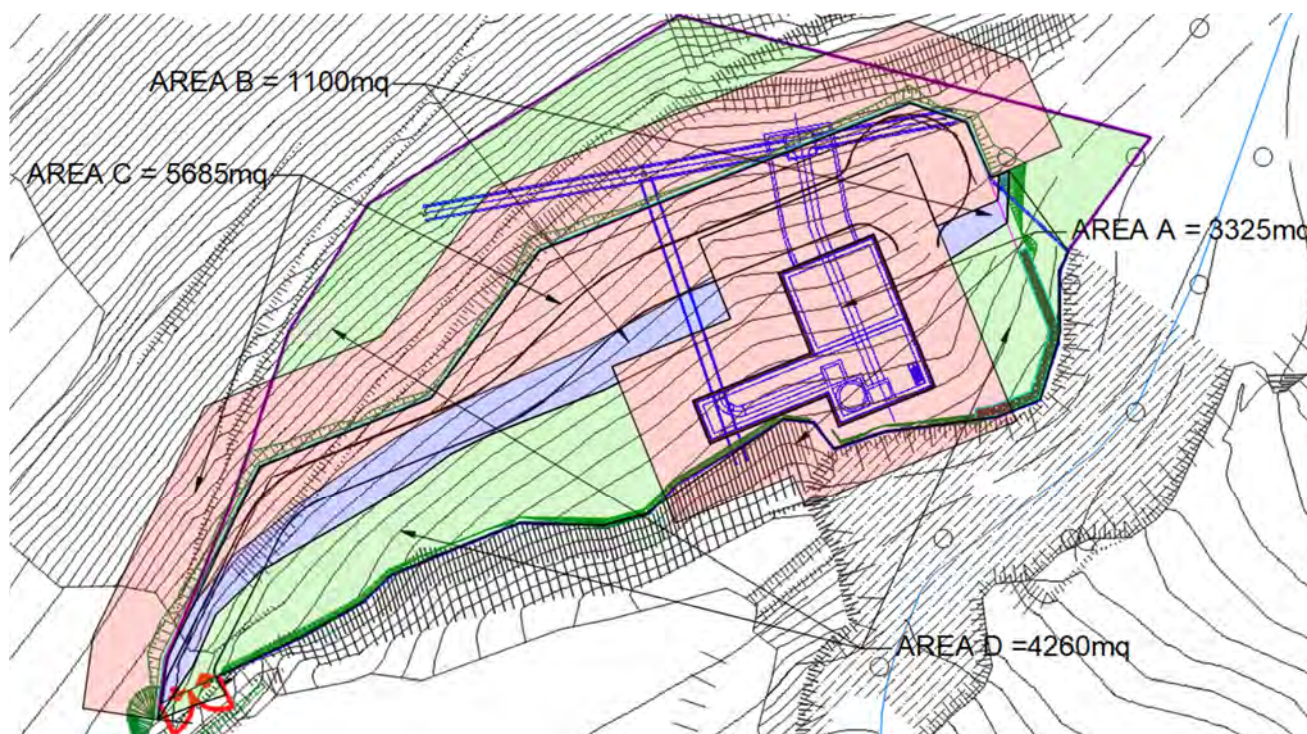 AREA B = 1100mq
AREA C = 5685mq
AREA A = 3325mq
AREA D =4260mq